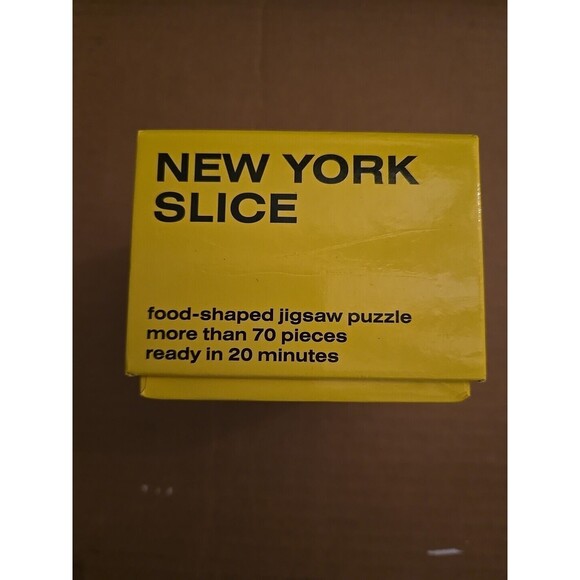 NEW YORK
SLICE
food-shaped jigsaw puzzle
more than 70 pieces
ready in 20 minutes